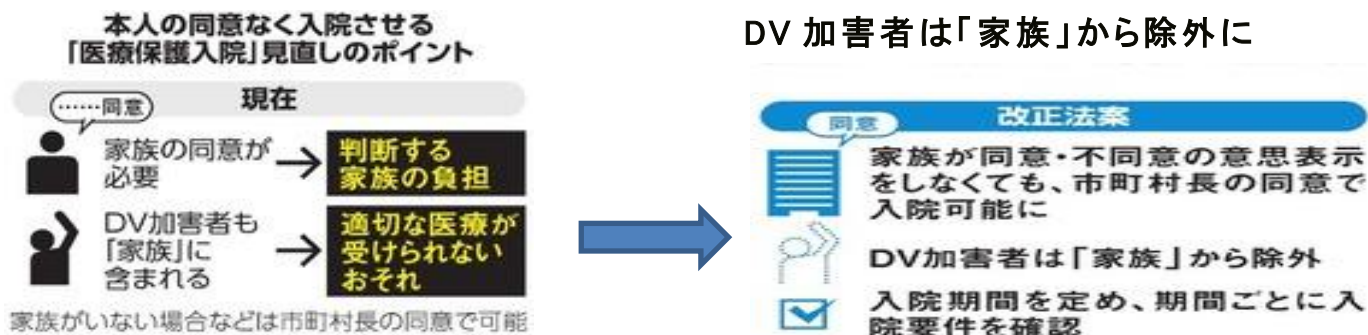 本人の同意なく入院させる
「医療保護入院」見直しのポイント
現在
……同意
家族の同意が
必要
判断する
家族の負担
DV加害者も
「家族」に
含まれる
適切な医療が
受けられない
おそれ
家族がいない場合などは市町村長の同意で可能
DV 加害者は「家族」から除外に
改正法案
同意
家族が同意・不同意の意思表示
をしなくても、市町村長の同意で
入院可能に
DV加害者は「家族」から除外
入院期間を定め、期間ごとに入
院要件を確認